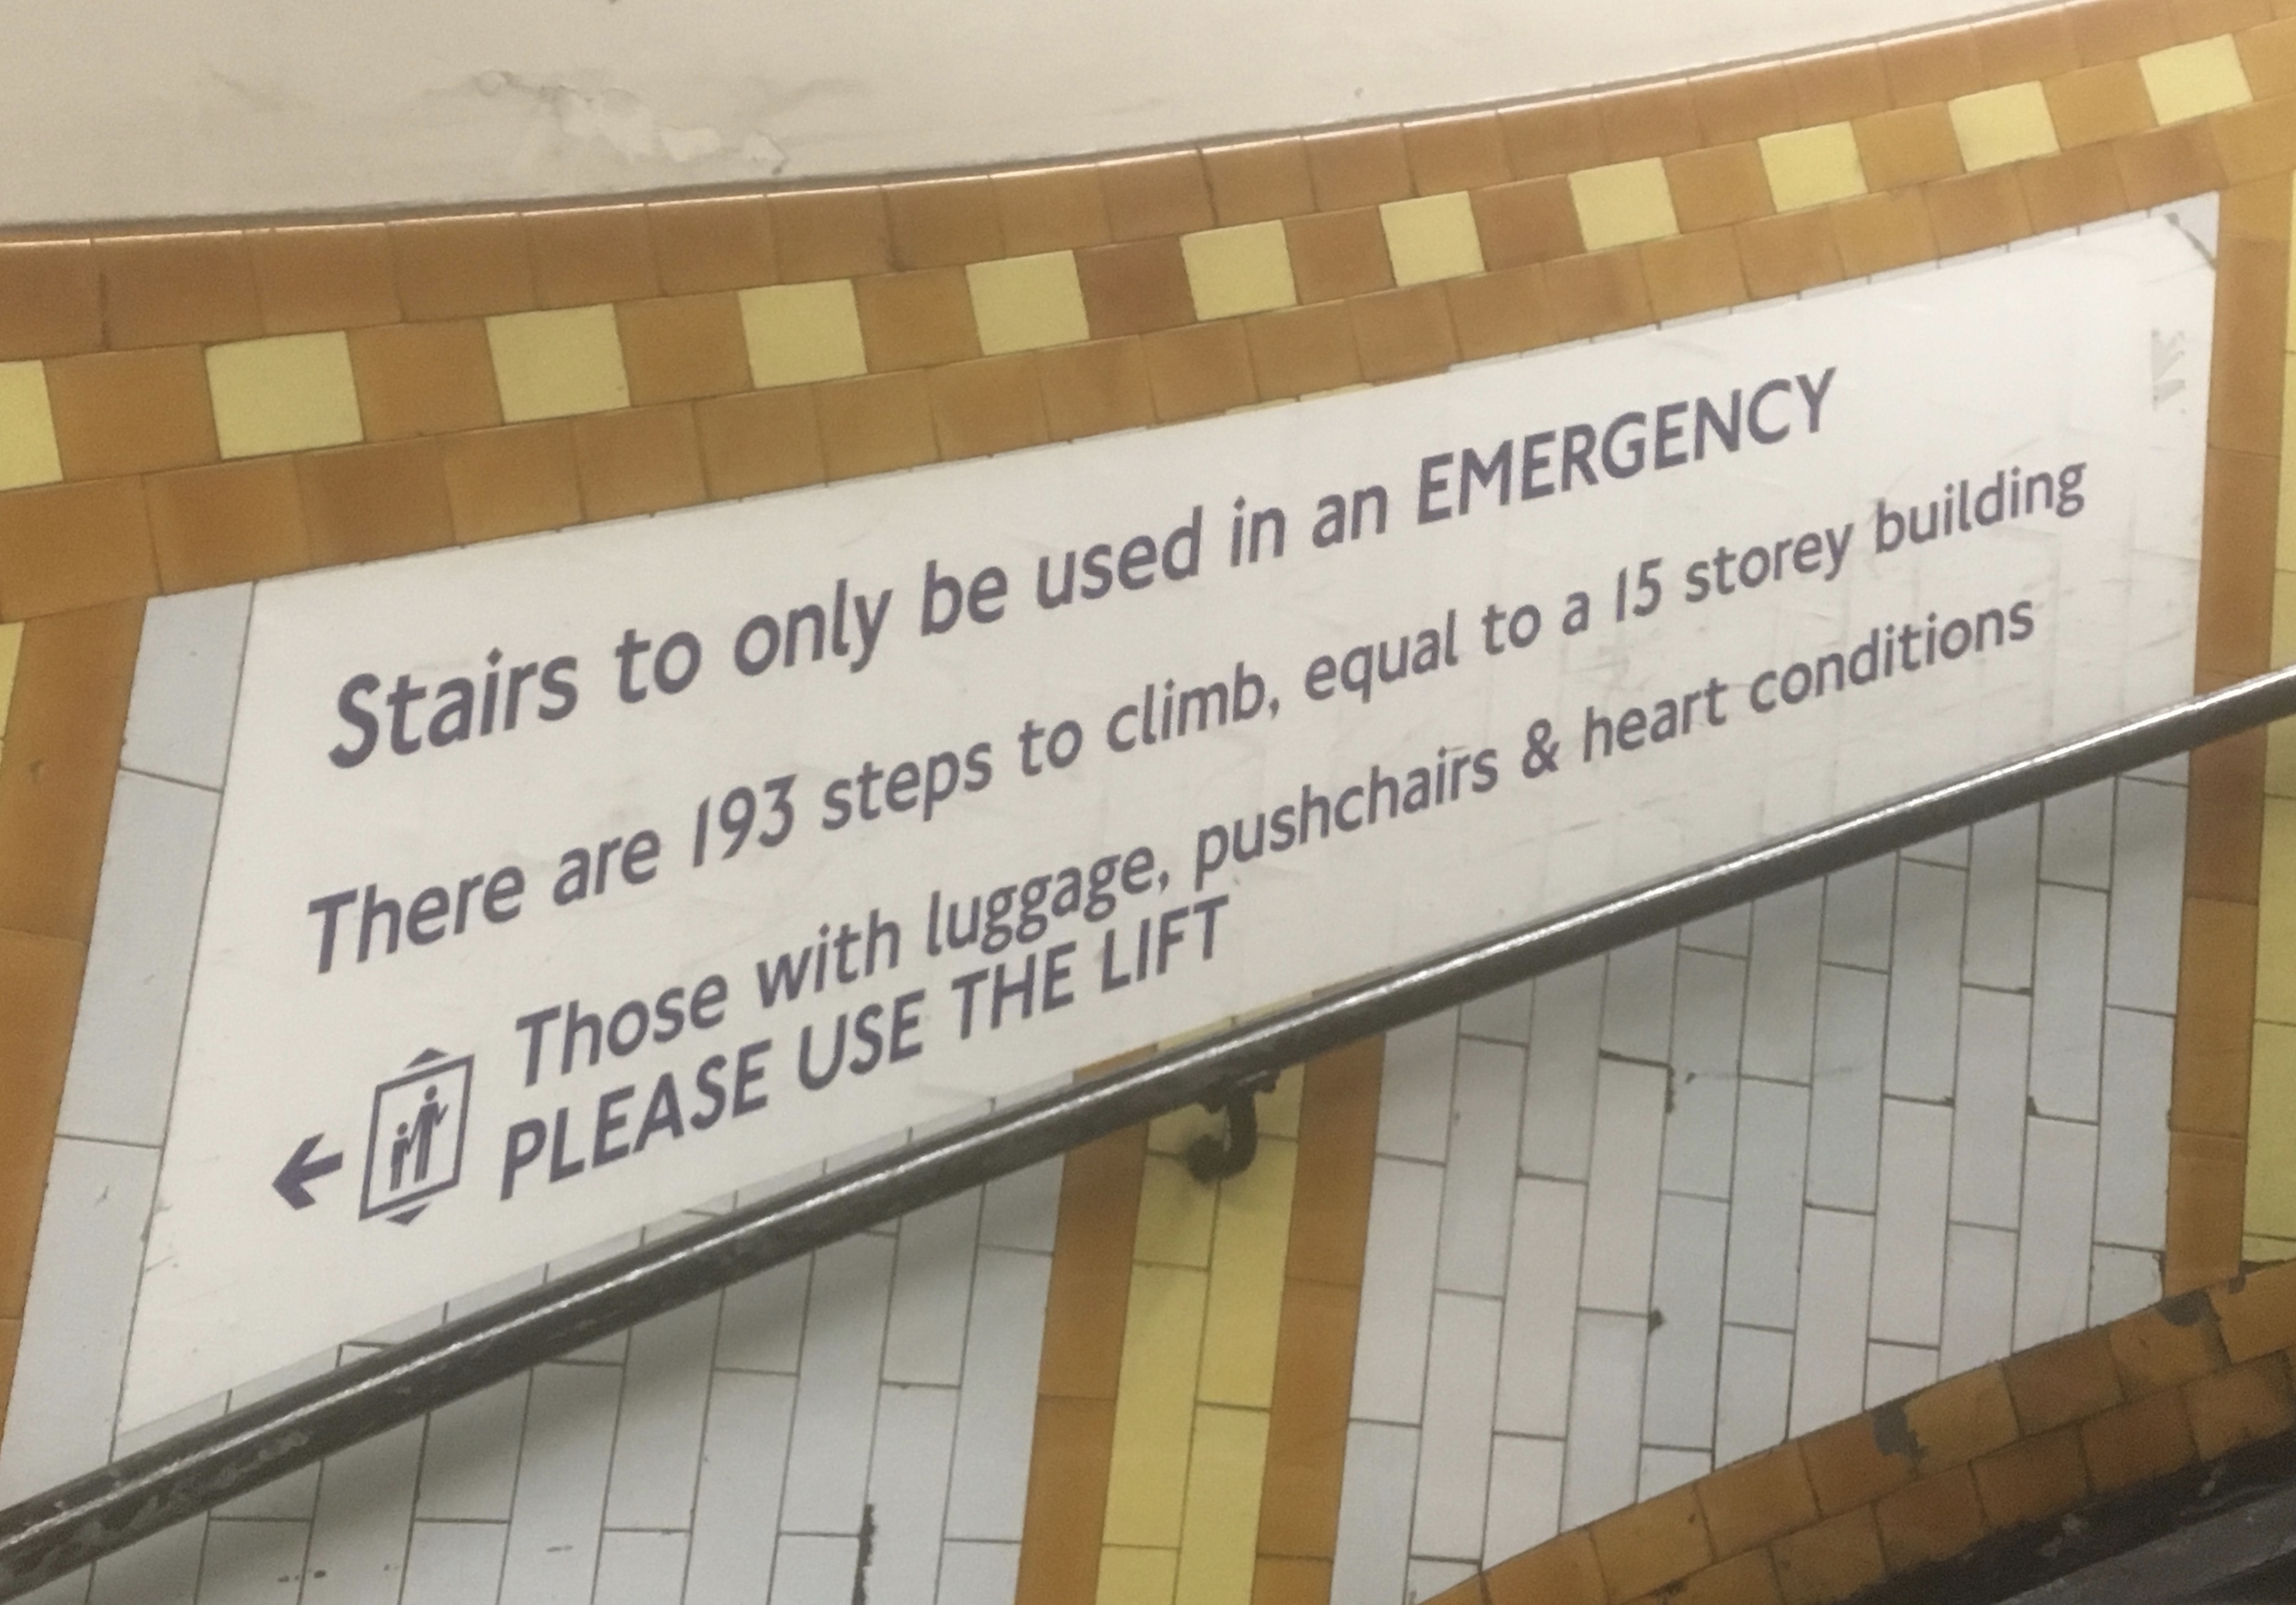 Stairs to only be used in an EMERGENCY
There are 193 steps to climb, equal to a 15 storey building
Those with luggage, pushchairs & heart conditions
PLEASE USE THE LIFT